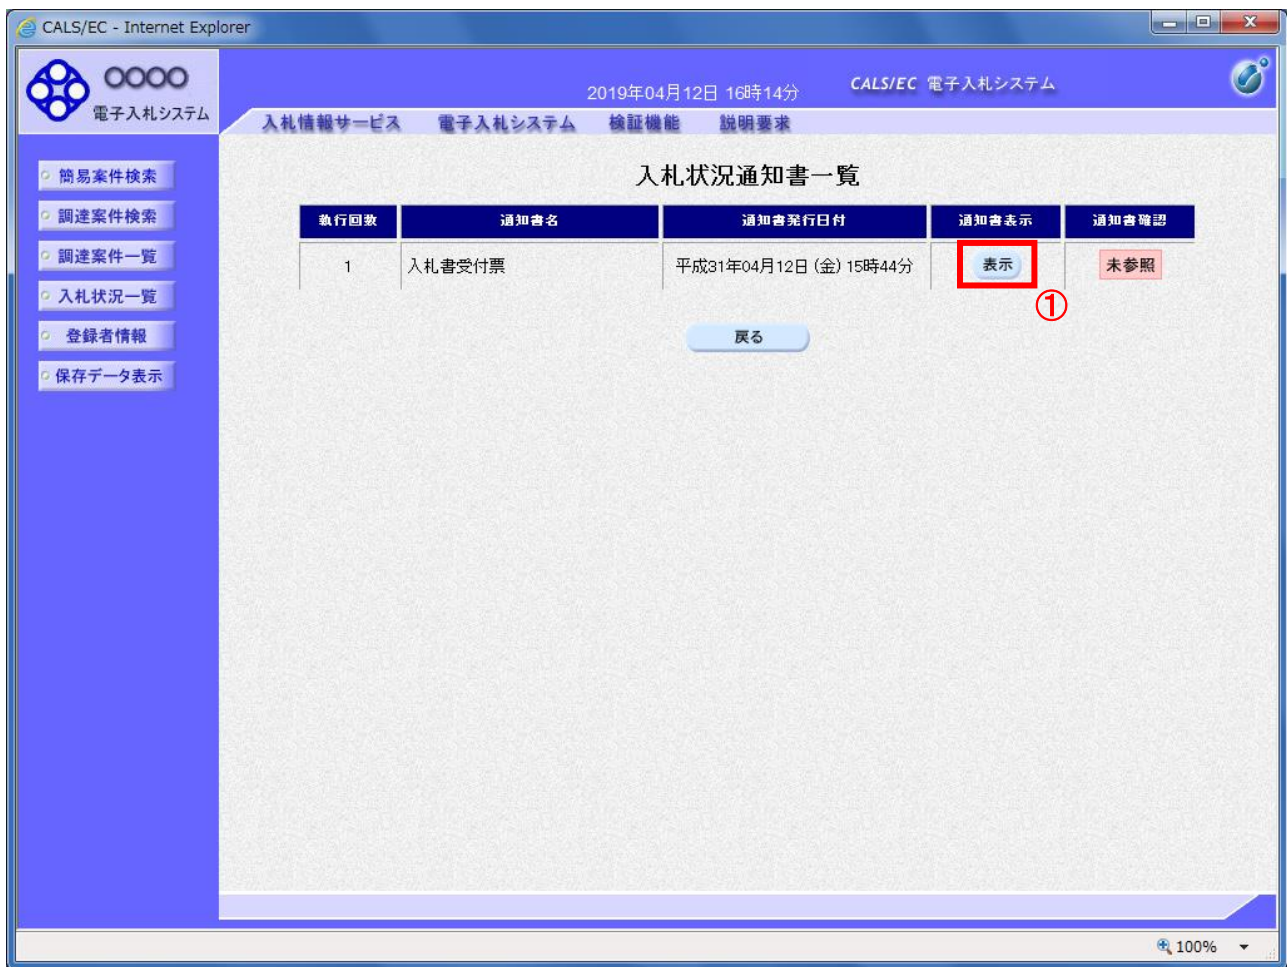 CALS/EC - Internet Explorer
〇〇〇〇
電子入札システム
2019年04月12日 16時14分
CALS/EC 電子入札システム
入札情報サービス 電子入札システム 検証機能 説明要求
簡易案件検索
調達案件検索
調達案件一覧
入札状況一覧
登録者情報
保存データ表示
入札状況通知書一覧
執行回数 通知書名 通知書発行日付 通知書表示 通知書確認
1 入札書受付票 平成31年04月12日 (金) 15時44分 表示 未参照
①
戻る
100%